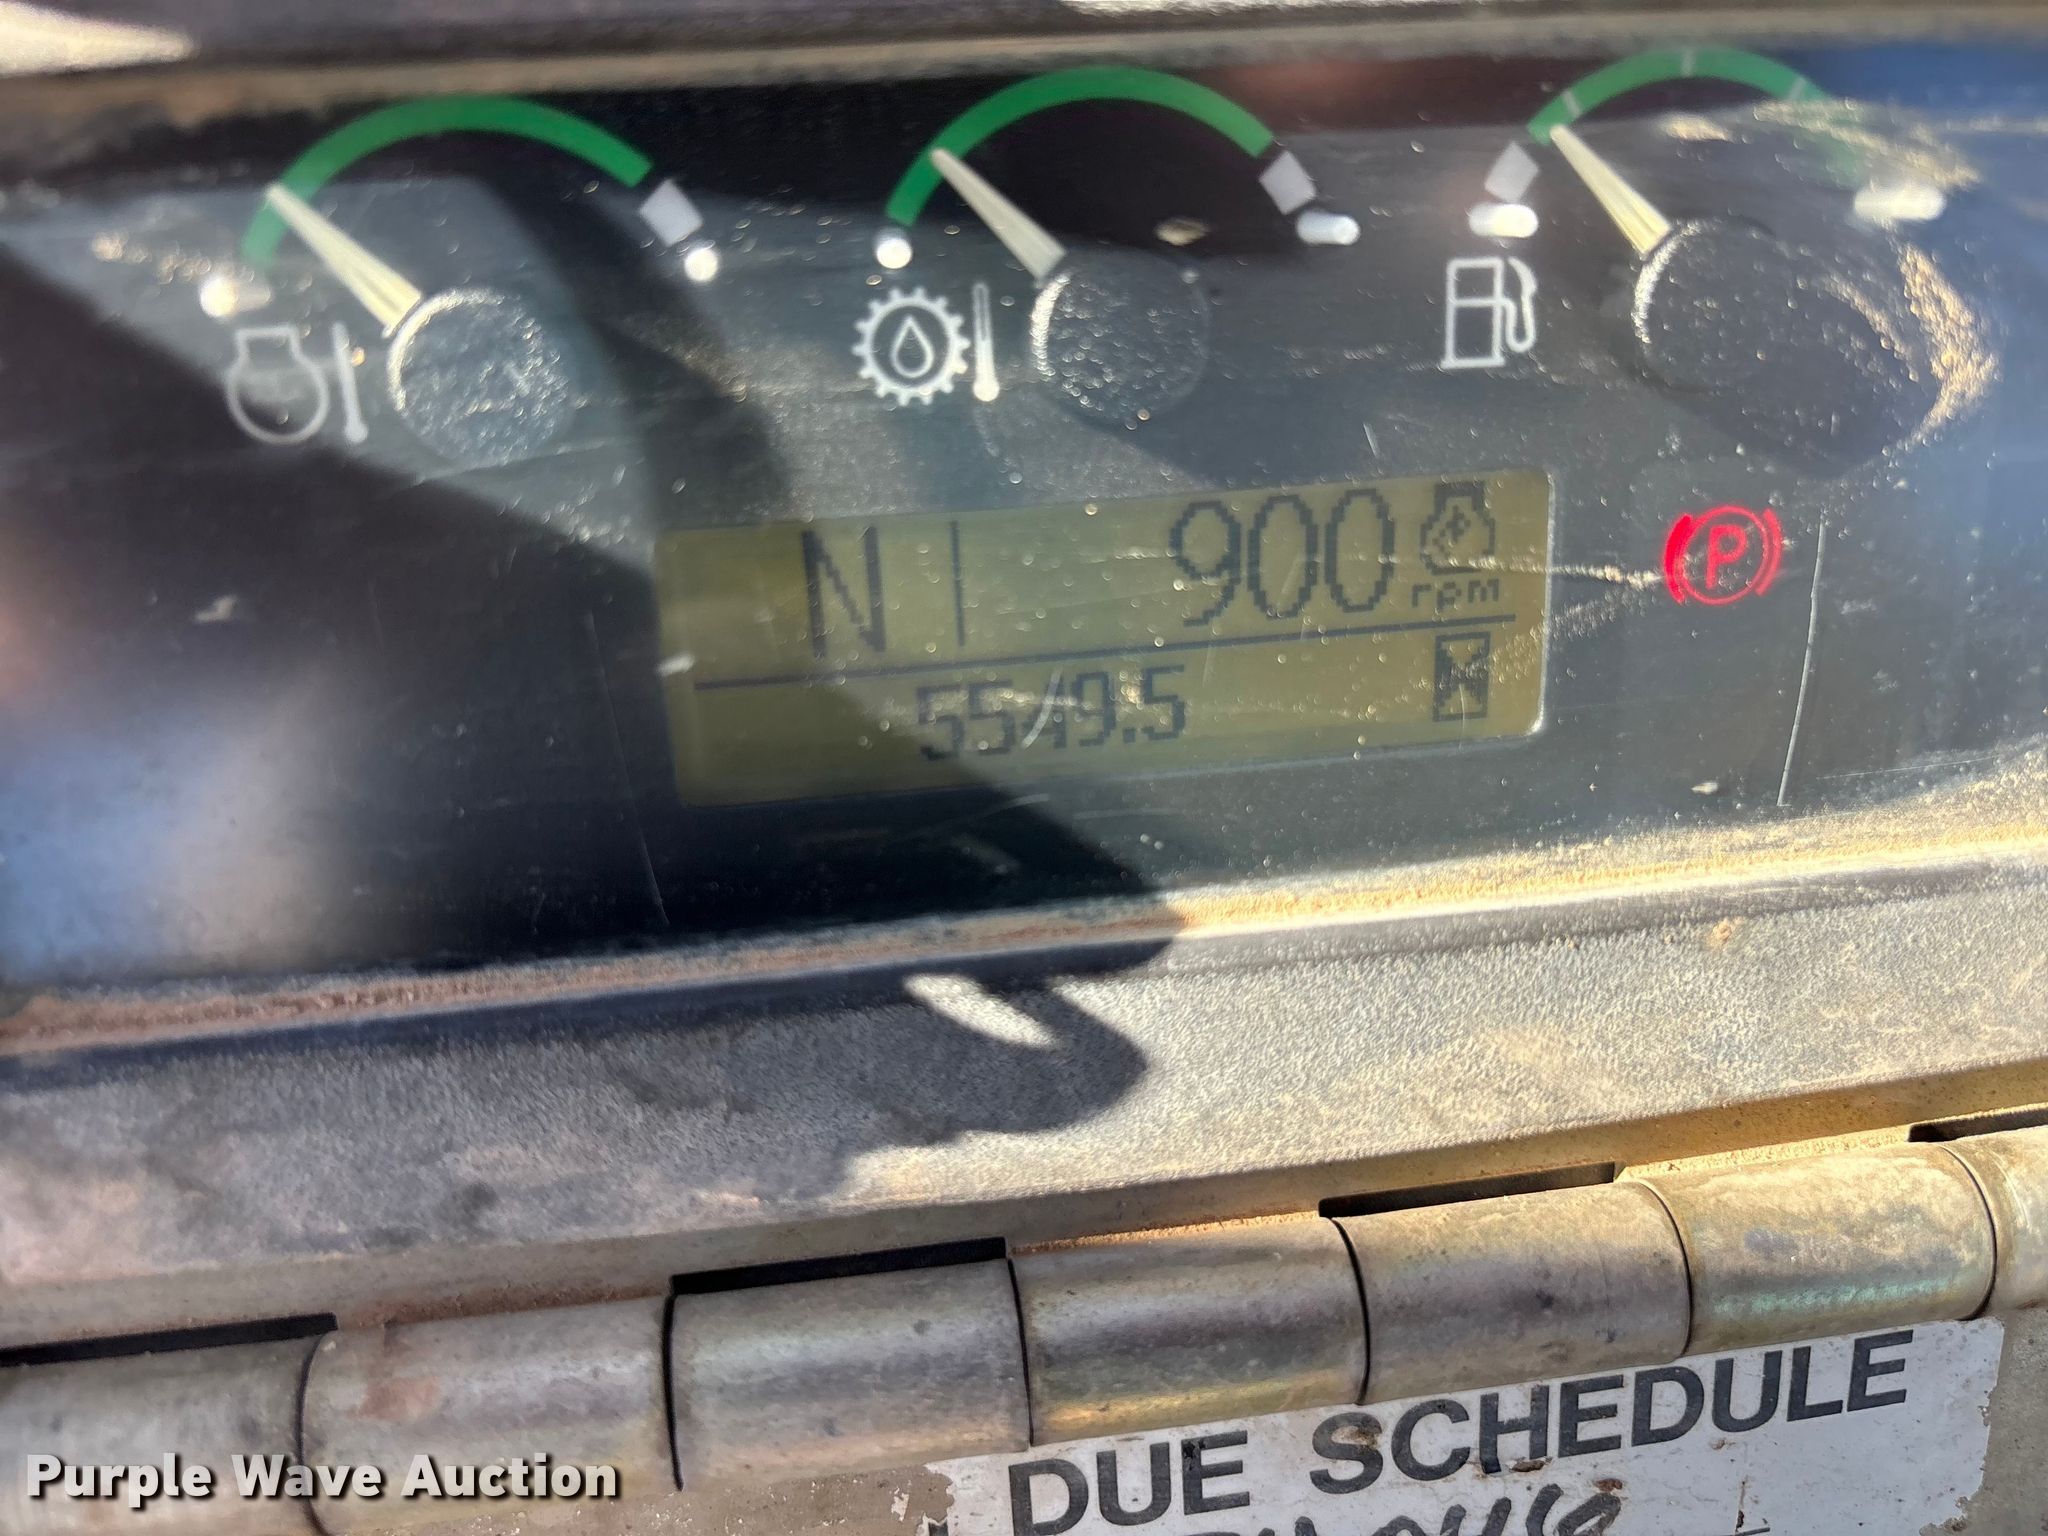 N 900 rpm
5549.5
P
DUE SCHEDULE
Purple Wave Auction